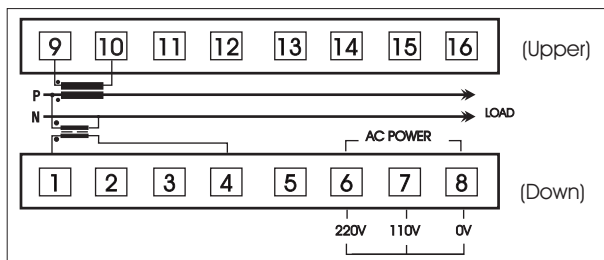 9 10 11 12 13 14 15 16 (Upper)
P
N LOAD
AC POWER
1 2 3 4 5 6 7 8 (Down)
220V 110V 0V